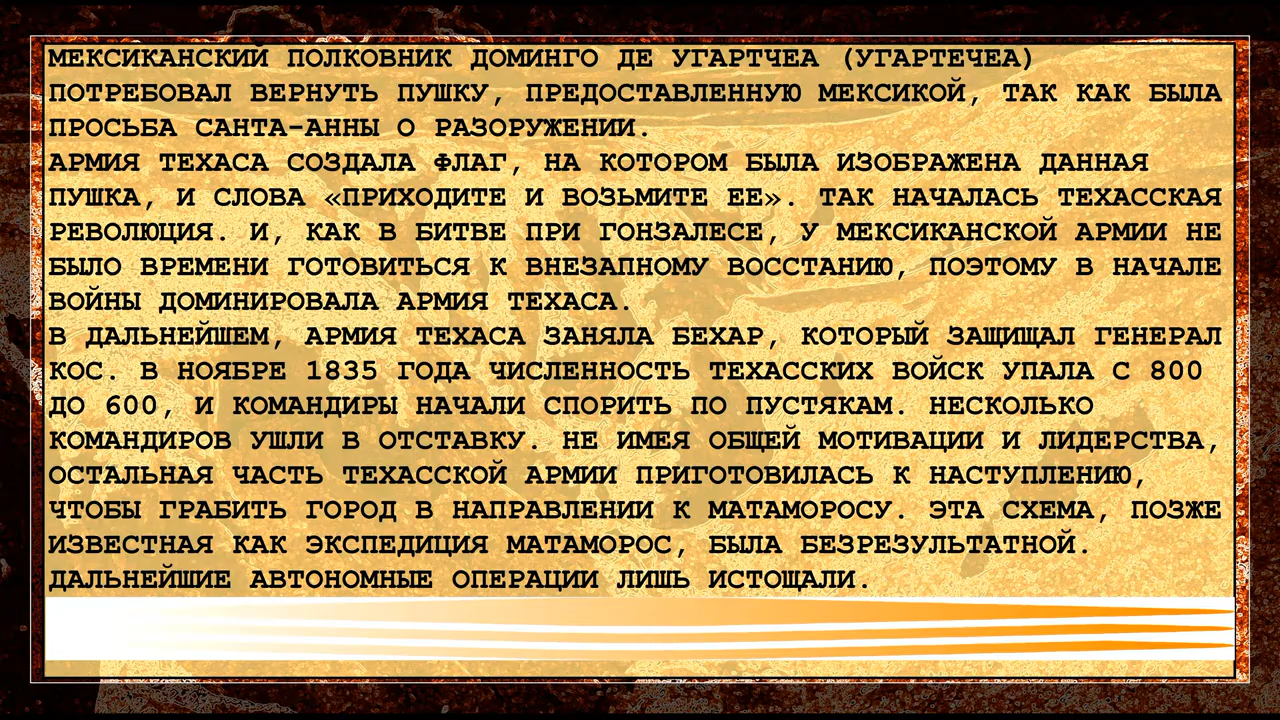 МЕКСИКАНСКИЙ ПОЛКОВНИК ДОМИНГО ДЕ УГАРТЧЕА (УГАРТЕЧЕА)
ПОТРЕБОВАЛ ВЕРНУТЬ ПУШКУ, ПРЕДОСТАВЛЕННУЮ МЕКСИКОЙ, ТАК КАК БЫЛА
ПРОСЬБА САНТА-АННЫ О РАЗОРУЖЕНИИ.
АРМИЯ ТЕХАСА СОЗДАЛА ФЛАГ, НА КОТОРОМ БЫЛА ИЗОБРАЖЕНА ДАННАЯ
ПУШКА, И СЛОВА «ПРИХОДИТЕ И ВОЗЬМИТЕ ЕЕ». ТАК НАЧАЛАСЬ ТЕХАССКАЯ
РЕВОЛЮЦИЯ. И, КАК В БИТВЕ ПРИ ГОНЗАЛЕСЕ, У МЕКСИКАНСКОЙ АРМИИ НЕ
БЫЛО ВРЕМЕНИ ГОТОВИТЬСЯ К ВНЕЗАПНОМУ ВОССТАНИЮ, ПОЭТОМУ В НАЧАЛЕ
ВОЙНЫ ДОМИНИРОВАЛА АРМИЯ ТЕХАСА.
В ДАЛЬНЕЙШЕМ, АРМИЯ ТЕХАСА ЗАНЯЛА БЕХАР, КОТОРЫЙ ЗАЩИЩАЛ ГЕНЕРАЛ
КОС. В НОЯБРЕ 1835 ГОДА ЧИСЛЕННОСТЬ ТЕХАССКИХ ВОЙСК УПАЛА С 800
ДО 600, И КОМАНДИРЫ НАЧАЛИ СПОРИТЬ ПО ПУСТЯКАМ. НЕСКОЛЬКО
КОМАНДИРОВ УШЛИ В ОТСТАВКУ. НЕ ИМЕЯ ОБЩЕЙ МОТИВАЦИИ И ЛИДЕРСТВА,
ОСТАЛЬНАЯ ЧАСТЬ ТЕХАССКОЙ АРМИИ ПРИГОТОВИЛАСЬ К НАСТУПЛЕНИЮ,
ЧТОБЫ ГРАБИТЬ ГОРОД В НАПРАВЛЕНИИ К МАТАМОРОСУ. ЭТА СХЕМА, ПОЗЖЕ
ИЗВЕСТНАЯ КАК ЭКСПЕДИЦИЯ МАТАМОРОС, БЫЛА БЕЗРЕЗУЛЬТАТНОЙ.
ДАЛЬНЕЙШИЕ АВТОНОМНЫЕ ОПЕРАЦИИ ЛИШЬ ИСТОЩАЛИ.